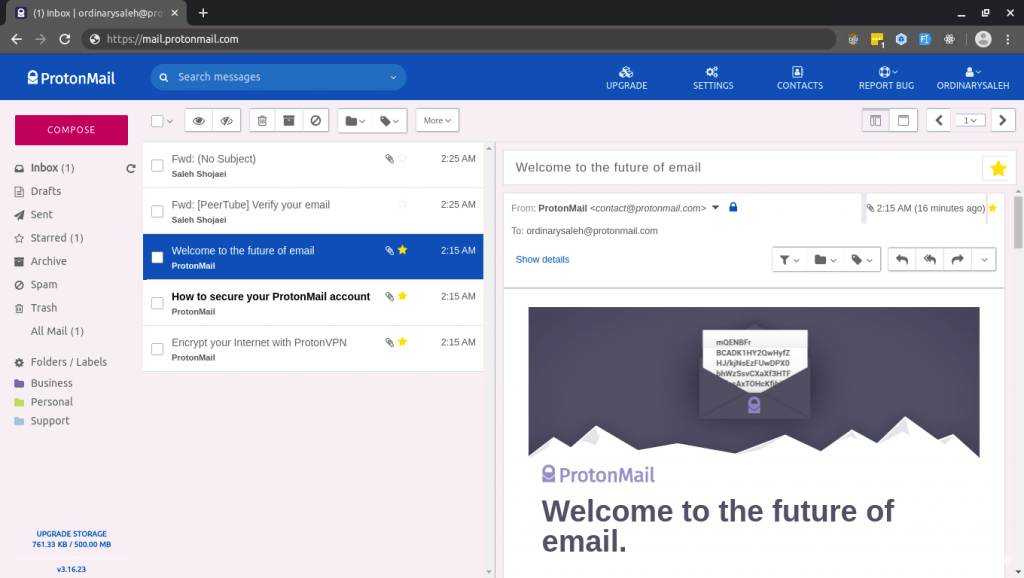 (1) Inbox | ordinarysaleh@pro
https://mail.protonmail.com
1
ProtonMail
Search messages
UPGRADE
SETTINGS
CONTACTS
REPORT BUG
ORDINARYSALEH
COMPOSE
More
1
Inbox (1)
Drafts
Sent
Starred (1)
Archive
Spam
Trash
All Mail (1)
Folders / Labels
Business
Personal
Support
UPGRADE STORAGE
761.33 KB / 500.00 MB
v3.16.23
Fwd: (No Subject) 2:25 AM
Saleh Shojaei
Fwd: [PeerTube] Verify your email 2:25 AM
Saleh Shojaei
Welcome to the future of email 2:15 AM
ProtonMail
How to secure your ProtonMail account 2:15 AM
ProtonMail
Encrypt your Internet with ProtonVPN 2:15 AM
ProtonMail
Welcome to the future of email
From: ProtonMail <contact@protonmail.com> 2:15 AM (16 minutes ago)
To: ordinarysaleh@protonmail.com
Show details
mQENBFr
BCADK1HY2QwHyfZ
HJ/kjNsEzFUwDPX0
bhWzSsvCXaXf3HTF
ProtonMail
Welcome to the future of
email.